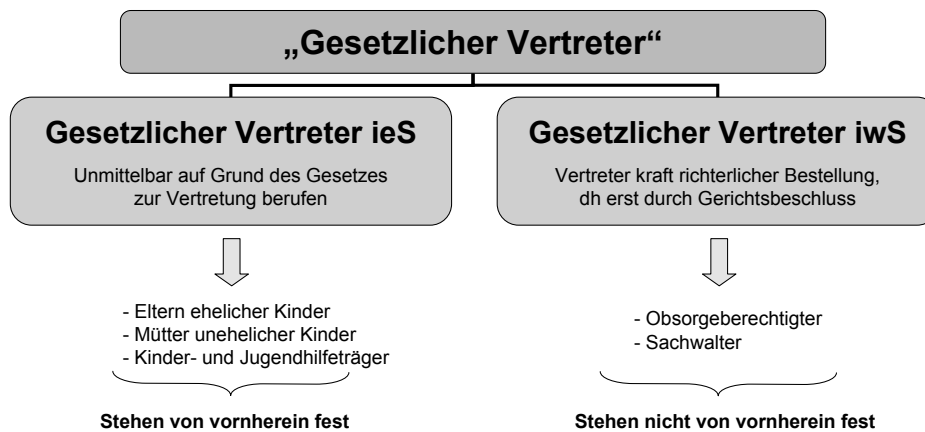 „Gesetzlicher Vertreter“
Gesetzlicher Vertreter ieS
Unmittelbar auf Grund des Gesetzes
zur Vertretung berufen
Gesetzlicher Vertreter iwS
Vertreter kraft richterlicher Bestellung,
dh erst durch Gerichtsbeschluss
- Eltern ehelicher Kinder
- Mütter unehelicher Kinder
- Kinder- und Jugendhilfeträger
- Obsorgeberechtigter
- Sachwalter
Stehen von vornherein fest
Stehen nicht von vornherein fest